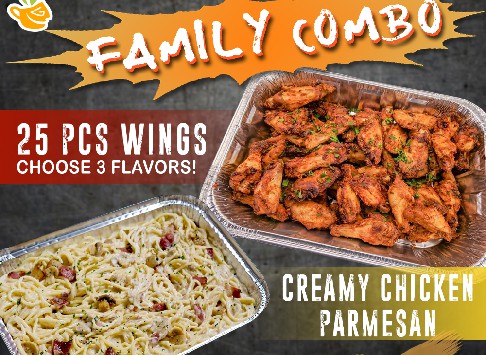 FAMILY COMBO
25 PCS WINGS
CHOOSE 3 FLAVORS!
CREAMY CHICKEN
PARMESAN